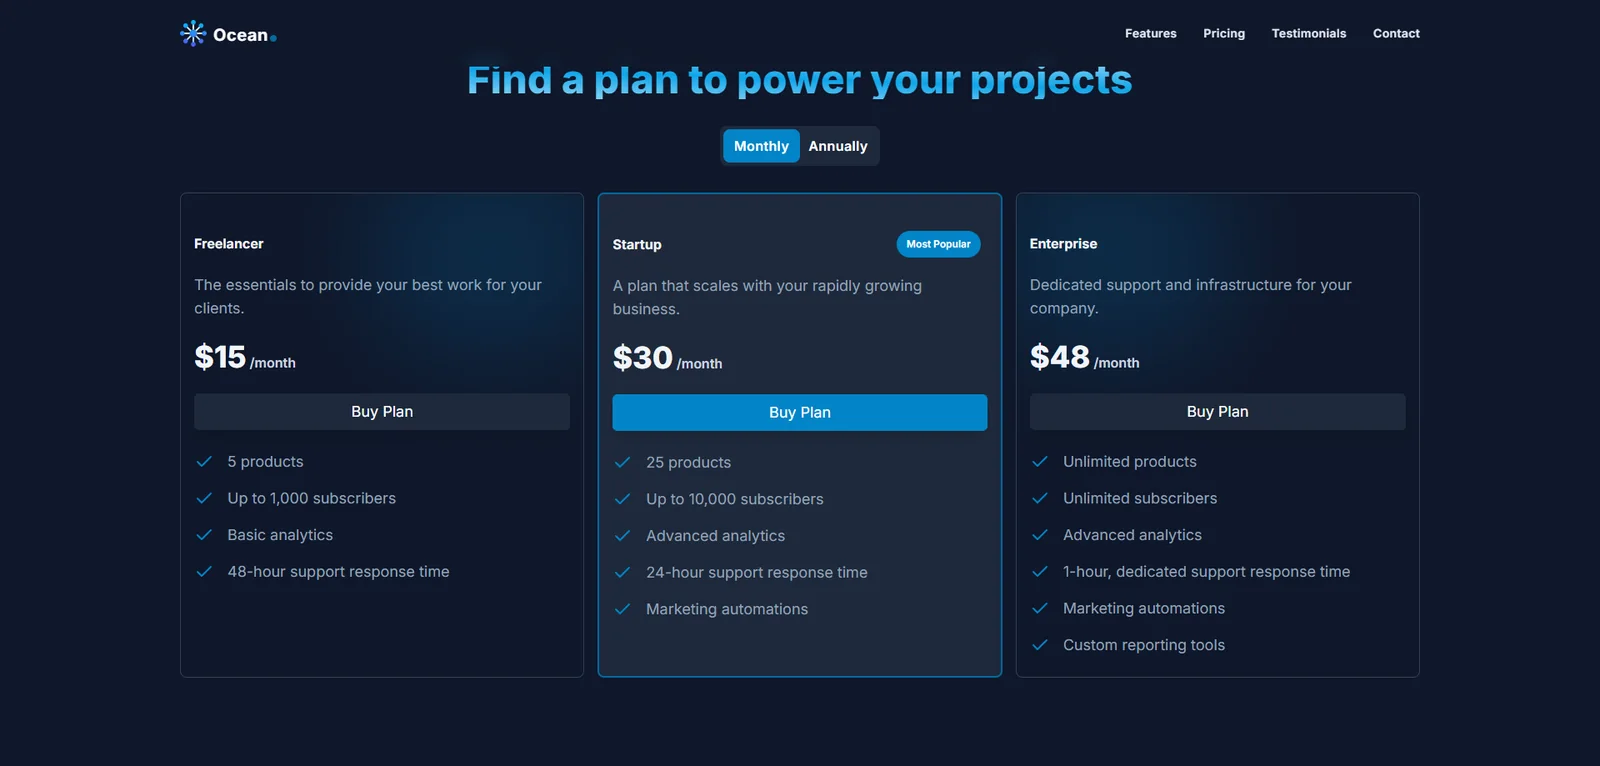 Ocean.
Features Pricing Testimonials Contact
Find a plan to power your projects
Monthly Annually
Freelancer
The essentials to provide your best work for your
clients.
$15 /month
Buy Plan
5 products
Up to 1,000 subscribers
Basic analytics
48-hour support response time
Startup
Most Popular
A plan that scales with your rapidly growing
business.
$30 /month
Buy Plan
25 products
Up to 10,000 subscribers
Advanced analytics
24-hour support response time
Marketing automations
Enterprise
Dedicated support and infrastructure for your
company.
$48 /month
Buy Plan
Unlimited products
Unlimited subscribers
Advanced analytics
1-hour, dedicated support response time
Marketing automations
Custom reporting tools